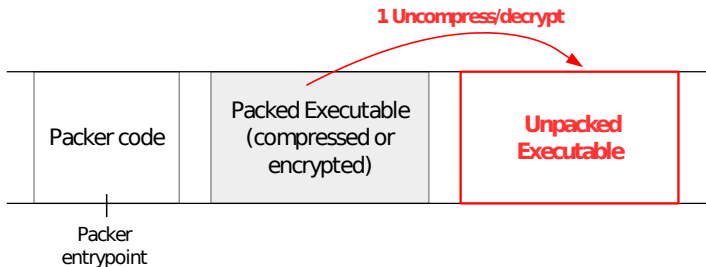 1 Uncompress/decrypt
Packer code
Packed Executable
(compressed or
encrypted)
Unpacked
Executable
Packer
entrypoint